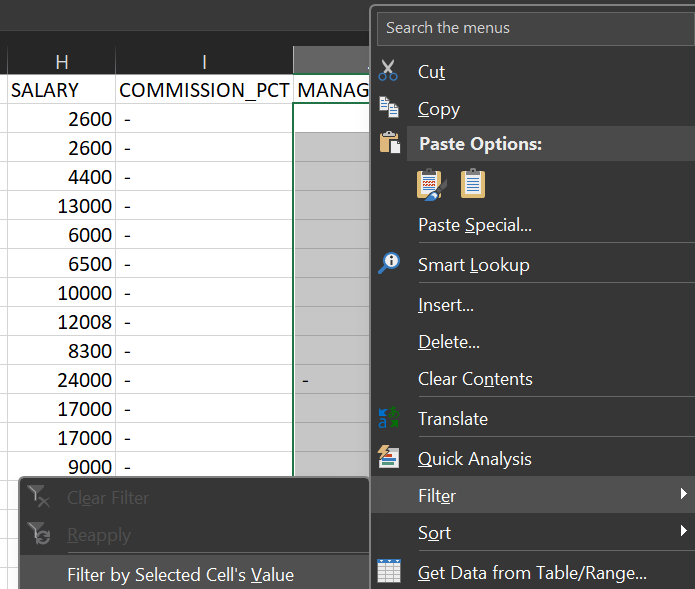 Search the menus
H I
SALARY COMMISSION_PCT MANAG
2600 -
2600 -
4400 -
13000 -
6000 -
6500 -
10000 -
12008 -
8300 -
24000 - -
17000 -
17000 -
9000 -
Cut
Copy
Paste Options:
Paste Special...
Smart Lookup
Insert...
Delete...
Clear Contents
Translate
Quick Analysis
Filter
Sort
Get Data from Table/Range...
Clear Filter
Reapply
Filter by Selected Cell's Value